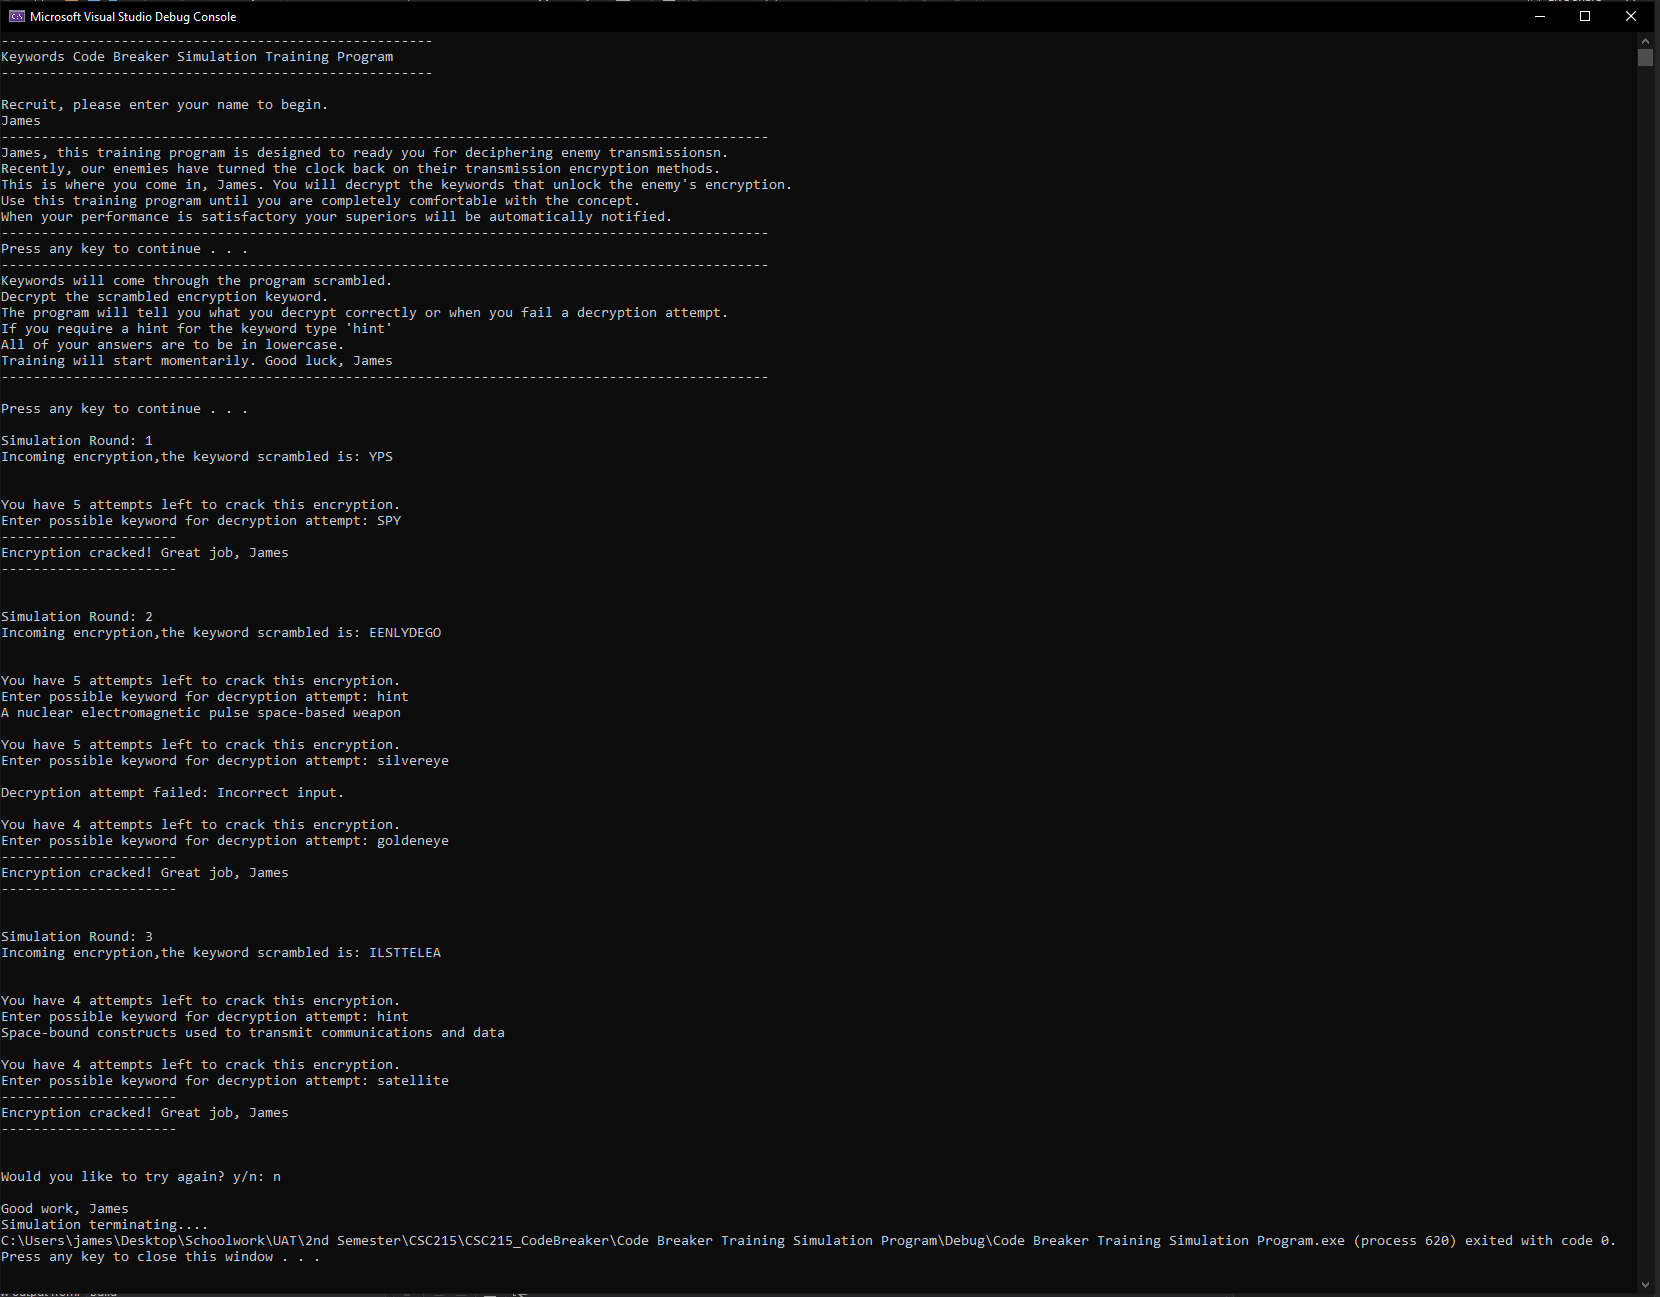 Microsoft Visual Studio Debug Console
------------------------------------------------------
Keywords Code Breaker Simulation Training Program
------------------------------------------------------
Recruit, please enter your name to begin.
James
------------------------------------------------------------------------------------------------
James, this training program is designed to ready you for deciphering enemy transmissionsn.
Recently, our enemies have turned the clock back on their transmission encryption methods.
This is where you come in, James. You will decrypt the keywords that unlock the enemy's encryption.
Use this training program until you are completely comfortable with the concept.
When your performance is satisfactory your superiors will be automatically notified.
------------------------------------------------------------------------------------------------
Press any key to continue . . .
------------------------------------------------------------------------------------------------
Keywords will come through the program scrambled.
Decrypt the scrambled encryption keyword.
The program will tell you what you decrypt correctly or when you fail a decryption attempt.
If you require a hint for the keyword type 'hint'
All of your answers are to be in lowercase.
Training will start momentarily. Good luck, James
------------------------------------------------------------------------------------------------
Press any key to continue . . .
Simulation Round: 1
Incoming encryption,the keyword scrambled is: YPS
You have 5 attempts left to crack this encryption.
Enter possible keyword for decryption attempt: SPY
----------------------
Encryption cracked! Great job, James
----------------------
Simulation Round: 2
Incoming encryption,the keyword scrambled is: EENLYDEGO
You have 5 attempts left to crack this encryption.
Enter possible keyword for decryption attempt: hint
A nuclear electromagnetic pulse space-based weapon
You have 5 attempts left to crack this encryption.
Enter possible keyword for decryption attempt: silvereye
Decryption attempt failed: Incorrect input.
You have 4 attempts left to crack this encryption.
Enter possible keyword for decryption attempt: goldeneye
----------------------
Encryption cracked! Great job, James
----------------------
Simulation Round: 3
Incoming encryption,the keyword scrambled is: ILSTTELEA
You have 4 attempts left to crack this encryption.
Enter possible keyword for decryption attempt: hint
Space-bound constructs used to transmit communications and data
You have 4 attempts left to crack this encryption.
Enter possible keyword for decryption attempt: satellite
----------------------
Encryption cracked! Great job, James
----------------------
Would you like to try again? y/n: n
Good work, James
Simulation terminating....
C:\Users\james\Desktop\Schoolwork\UAT\2nd Semester\CSC215\CSC215_CodeBreaker\Code Breaker Training Simulation Program\Debug\Code Breaker Training Simulation Program.exe (process 620) exited with code 0.
Press any key to close this window . . .